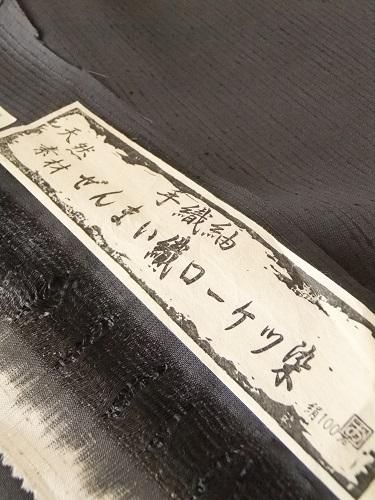 手織紬
天然
素材
ぜんまい織ローケツ染
絹100%